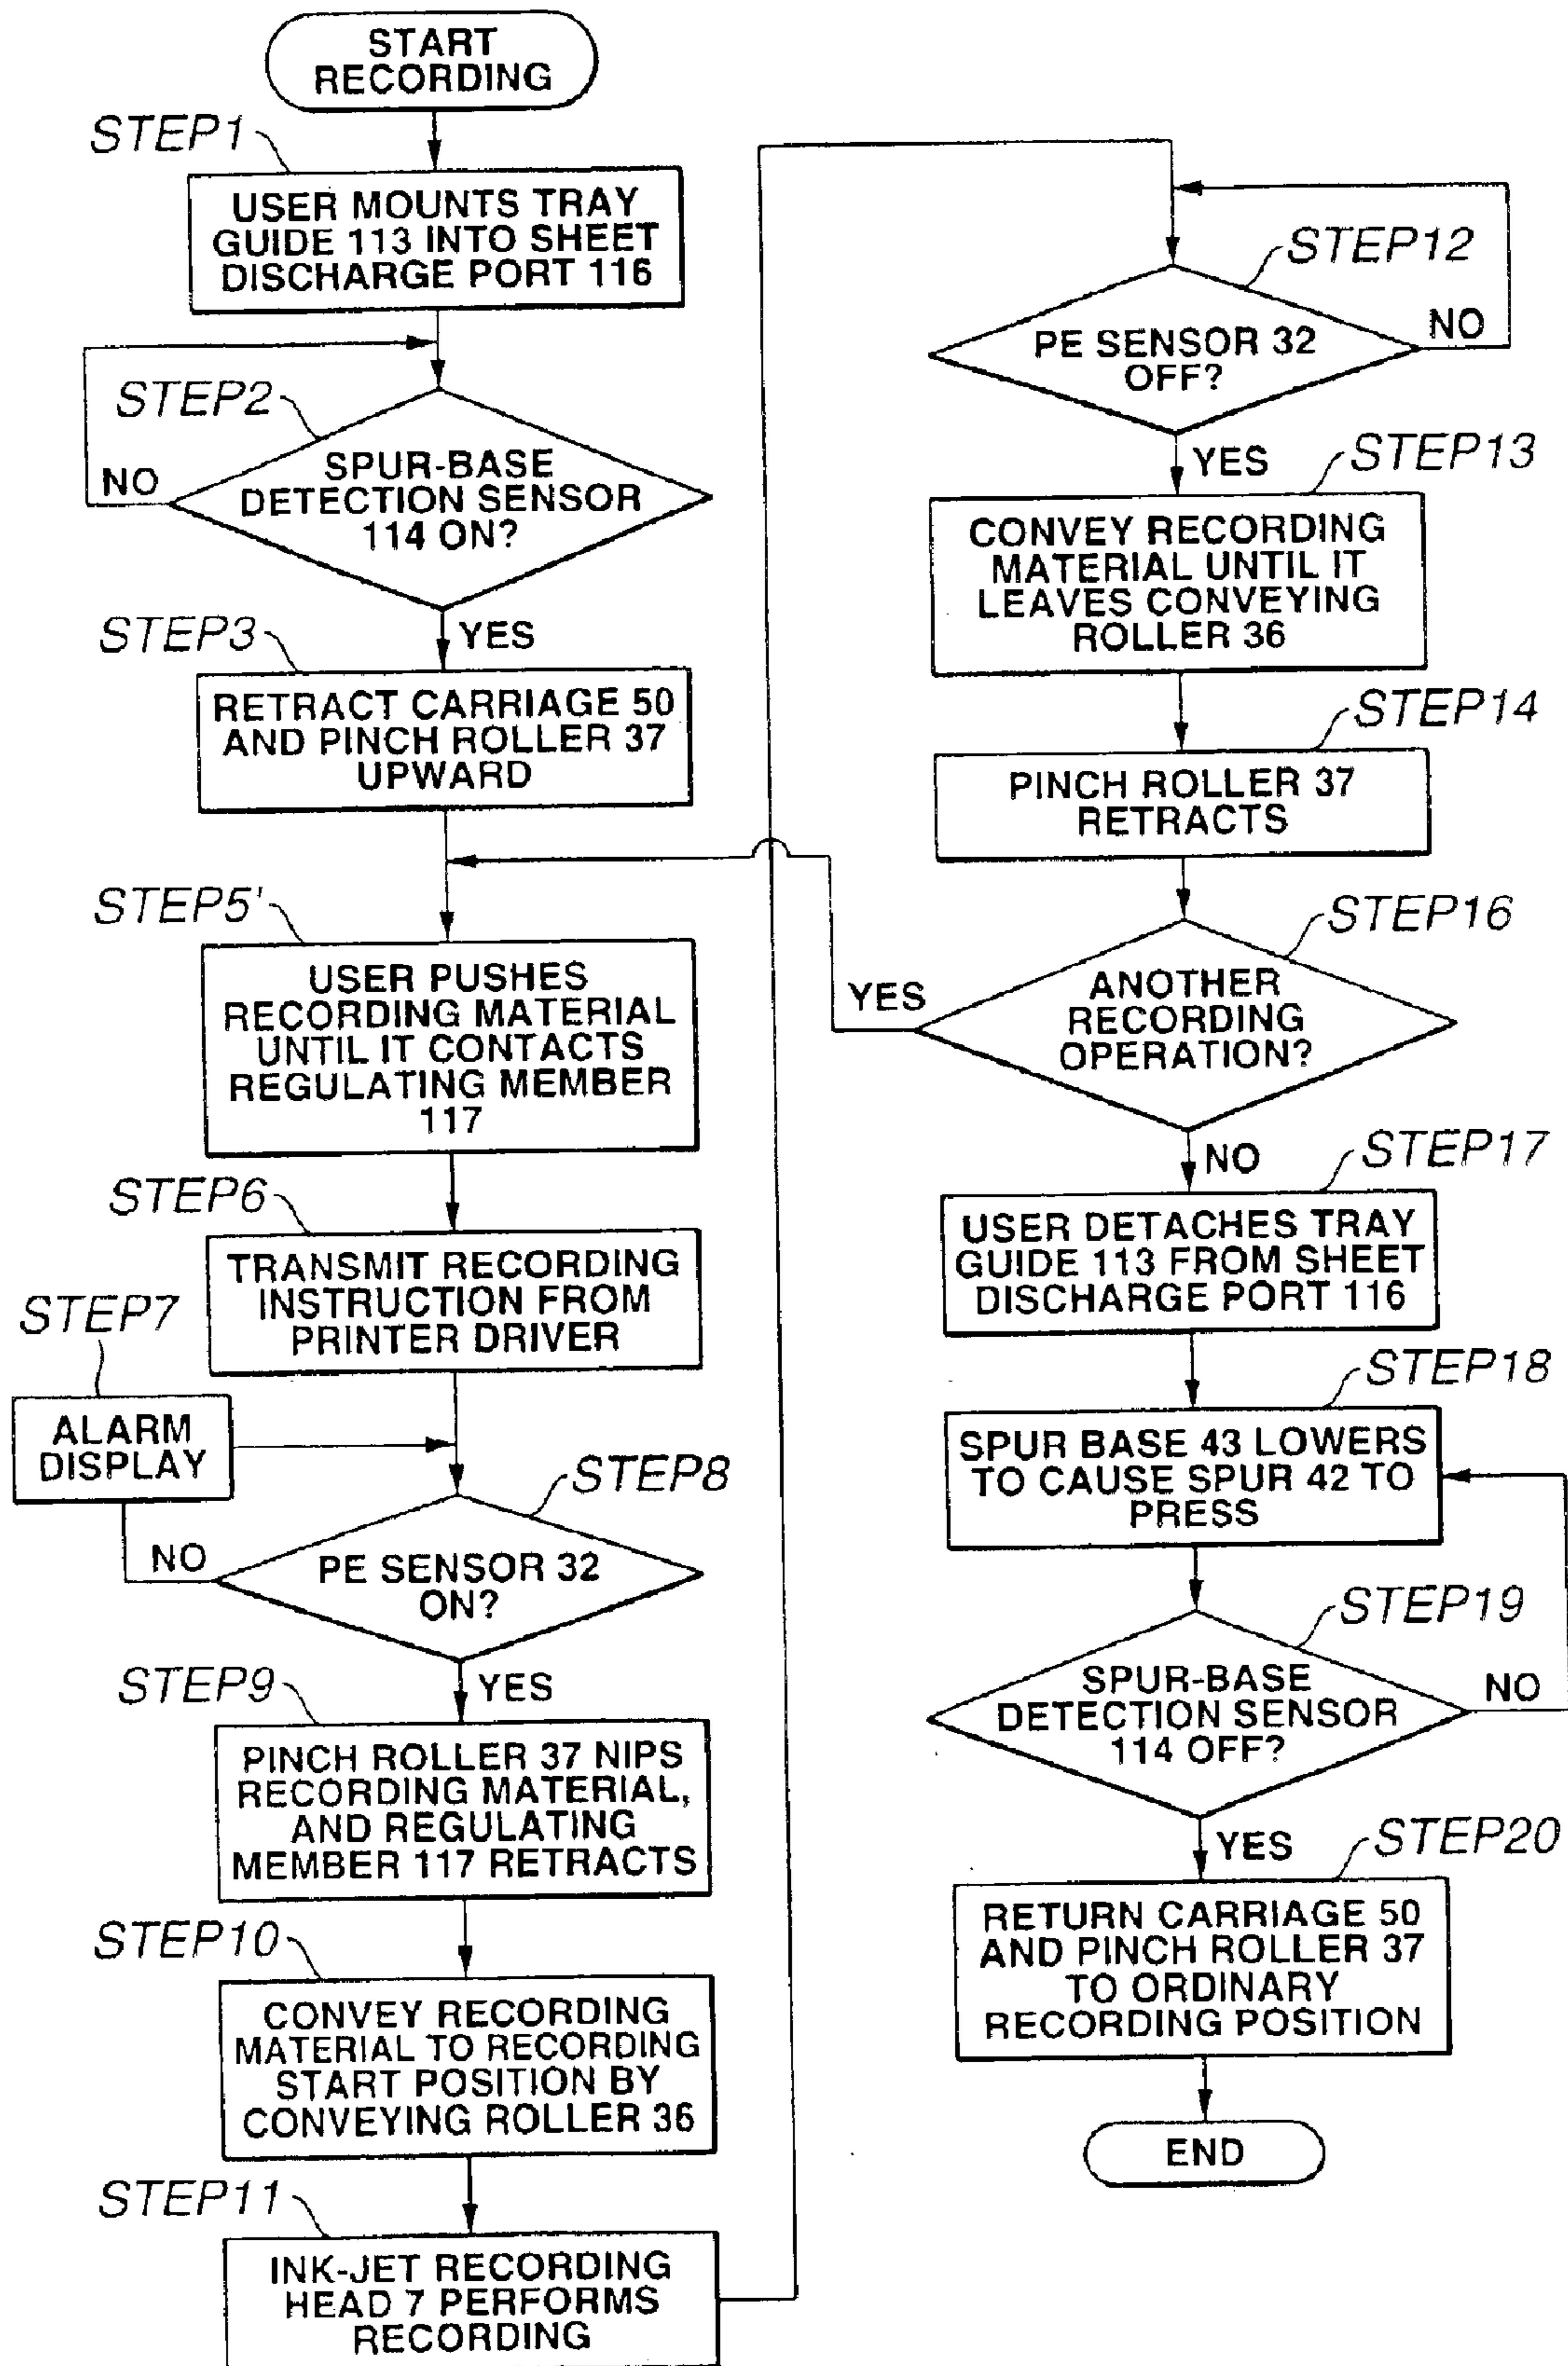 START
RECORDING
STEP1
USER MOUNTS TRAY
GUIDE 113 INTO SHEET
DISCHARGE PORT 116
STEP2
SPUR-BASE
DETECTION SENSOR
114 ON?
NO
YES
STEP3
RETRACT CARRIAGE 50
AND PINCH ROLLER 37
UPWARD
STEP5'
USER PUSHES
RECORDING MATERIAL
UNTIL IT CONTACTS
REGULATING MEMBER
117
STEP6
TRANSMIT RECORDING
INSTRUCTION FROM
PRINTER DRIVER
STEP7
ALARM
DISPLAY
STEP8
PE SENSOR 32
ON?
NO
YES
STEP9
PINCH ROLLER 37 NIPS
RECORDING MATERIAL,
AND REGULATING
MEMBER 117 RETRACTS
STEP10
CONVEY RECORDING
MATERIAL TO RECORDING
START POSITION BY
CONVEYING ROLLER 36
STEP11
INK-JET RECORDING
HEAD 7 PERFORMS
RECORDING
STEP12
PE SENSOR 32
OFF?
NO
YES
STEP13
CONVEY RECORDING
MATERIAL UNTIL IT
LEAVES CONVEYING
ROLLER 36
STEP14
PINCH ROLLER 37
RETRACTS
STEP16
ANOTHER
RECORDING
OPERATION?
YES
NO
STEP17
USER DETACHES TRAY
GUIDE 113 FROM SHEET
DISCHARGE PORT 116
STEP18
SPUR BASE 43 LOWERS
TO CAUSE SPUR 42 TO
PRESS
STEP19
SPUR-BASE
DETECTION SENSOR
114 OFF?
NO
YES
STEP20
RETURN CARRIAGE 50
AND PINCH ROLLER 37
TO ORDINARY
RECORDING POSITION
END